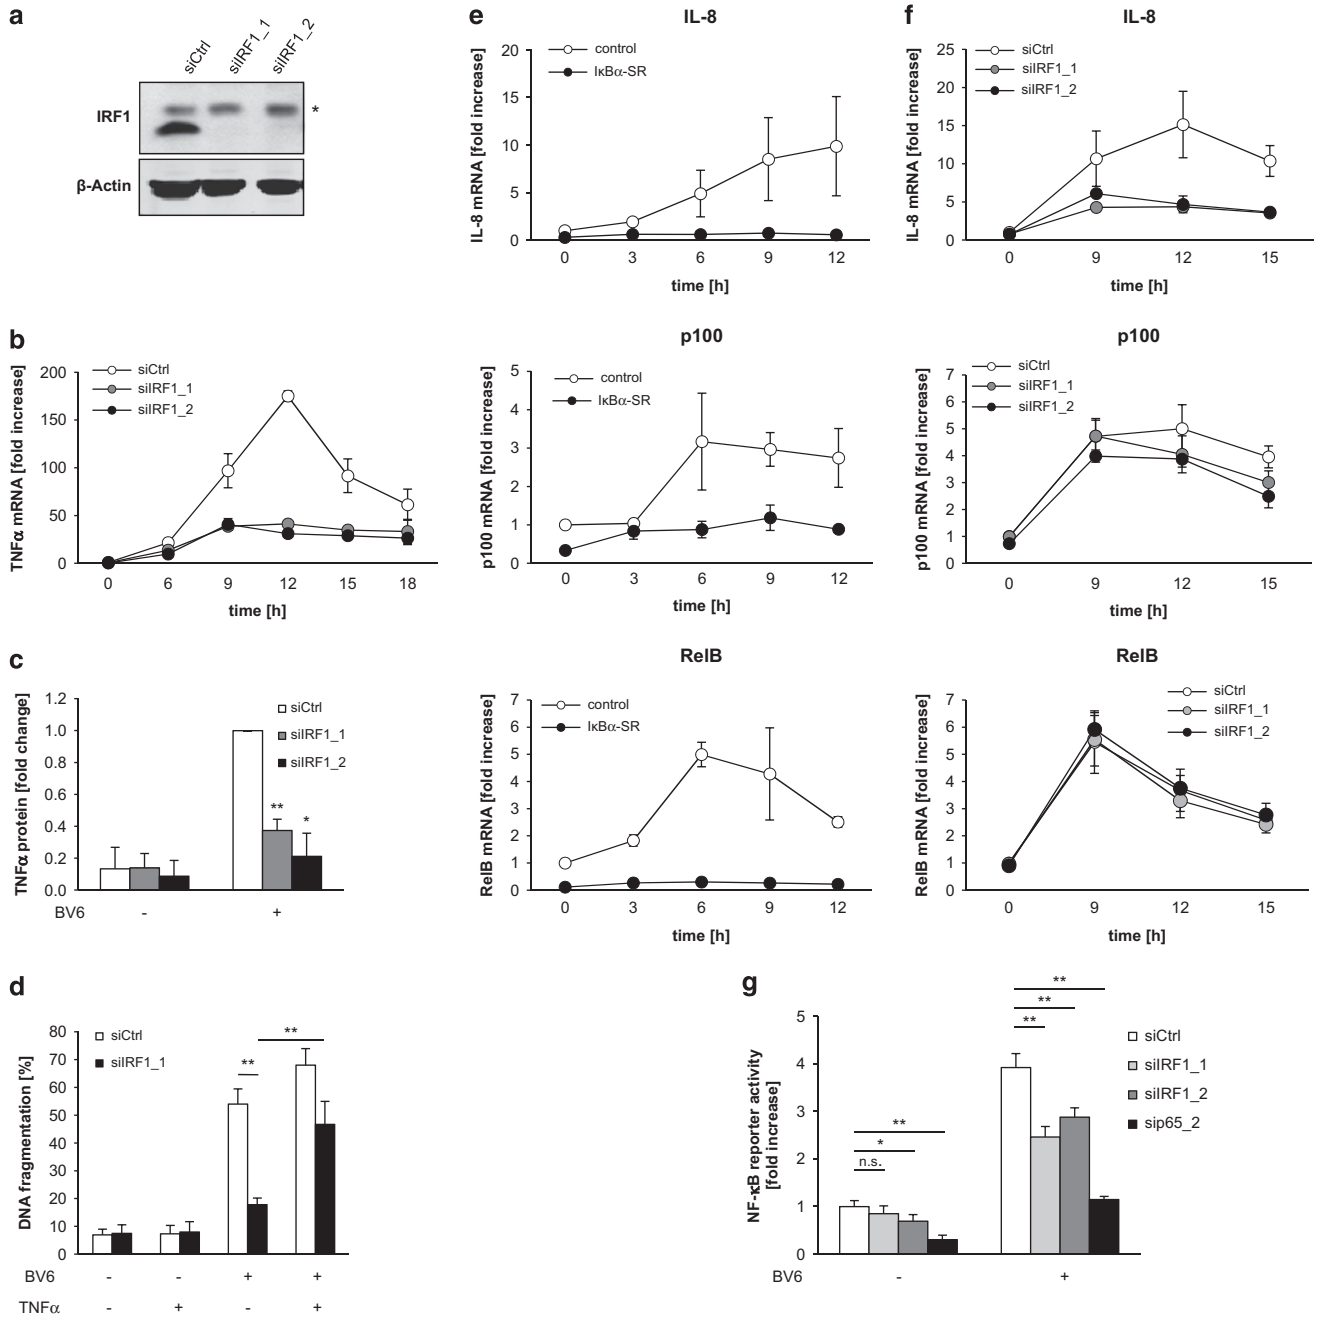 a
siCtrl
siIRF1_1
siIRF1_2
IRF1
*
β-Actin
b
TNFα mRNA [fold increase]
200
150
100
50
0
siCtrl
siIRF1_1
siIRF1_2
0 6 9 12 15 18
time [h]
c
TNFα protein [fold change]
1.2
1.0
0.8
0.6
0.4
0.2
0.0
siCtrl
siIRF1_1
siIRF1_2
**
*
BV6 - +
d
DNA fragmentation [%]
80
70
60
50
40
30
20
10
0
siCtrl
siIRF1_1
**
**
BV6 - - + +
TNFα - + - +
e
IL-8
IL-8 mRNA [fold increase]
20
15
10
5
0
control
IκBα-SR
0 3 6 9 12
time [h]
p100
p100 mRNA [fold increase]
5
4
3
2
1
0
control
IκBα-SR
0 3 6 9 12
time [h]
RelB
RelB mRNA [fold increase]
7
6
5
4
3
2
1
0
control
IκBα-SR
0 3 6 9 12
time [h]
f
IL-8
IL-8 mRNA [fold increase]
25
20
15
10
5
0
siCtrl
siIRF1_1
siIRF1_2
0 9 12 15
time [h]
p100
p100 mRNA [fold increase]
7
6
5
4
3
2
1
0
siCtrl
siIRF1_1
siIRF1_2
0 9 12 15
time [h]
RelB
RelB mRNA [fold increase]
7
6
5
4
3
2
1
0
siCtrl
siIRF1_1
siIRF1_2
0 9 12 15
time [h]
g
NF-κB reporter activity
[fold increase]
5
4
3
2
1
0
**
*
n.s.
**
**
**
siCtrl
siIRF1_1
siIRF1_2
sip65_2
BV6 - +